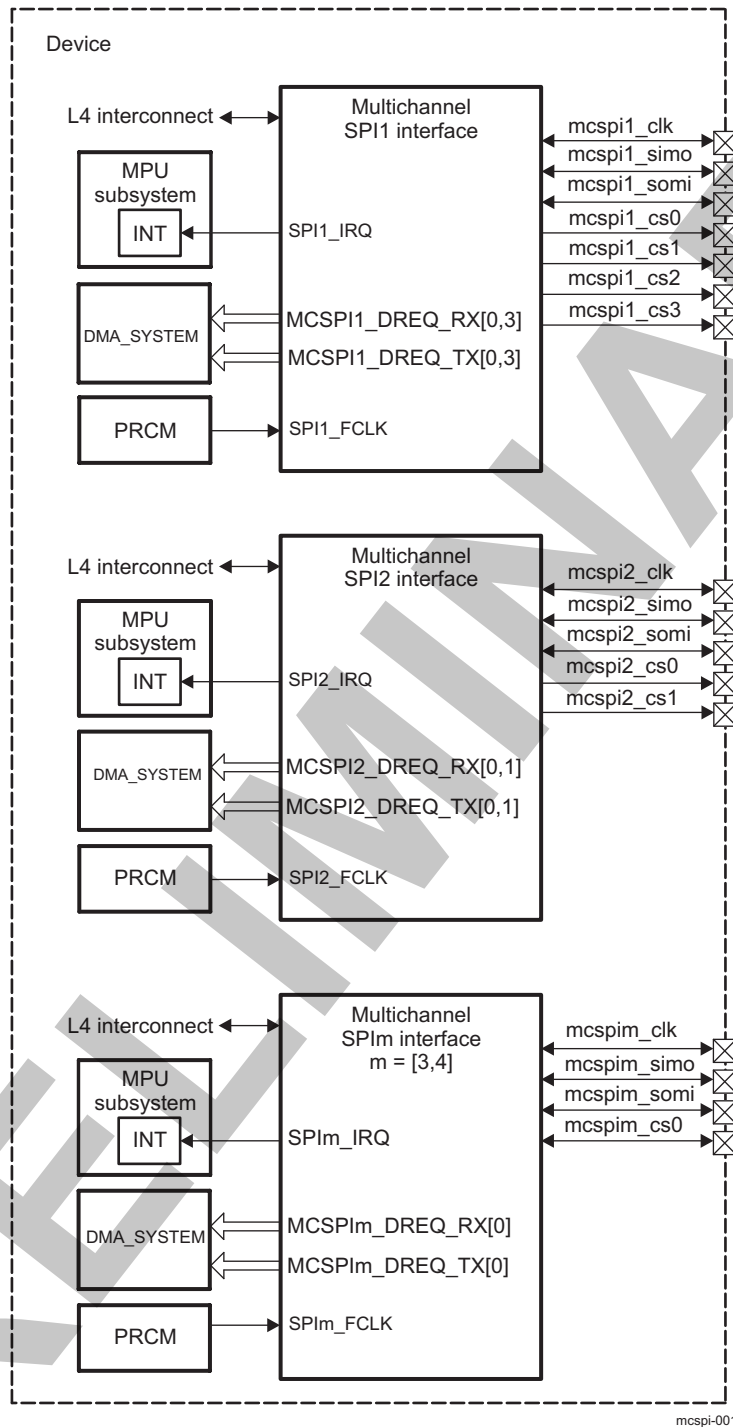 Device
L4 interconnect
Multichannel
SPI1 interface
MPU
subsystem
INT
SPI1_IRQ
DMA_SYSTEM
MCSPI1_DREQ_RX[0,3]
MCSPI1_DREQ_TX[0,3]
PRCM
SPI1_FCLK
mcspi1_clk
mcspi1_simo
mcspi1_somi
mcspi1_cs0
mcspi1_cs1
mcspi1_cs2
mcspi1_cs3
L4 interconnect
Multichannel
SPI2 interface
MPU
subsystem
INT
SPI2_IRQ
DMA_SYSTEM
MCSPI2_DREQ_RX[0,1]
MCSPI2_DREQ_TX[0,1]
PRCM
SPI2_FCLK
mcspi2_clk
mcspi2_simo
mcspi2_somi
mcspi2_cs0
mcspi2_cs1
L4 interconnect
Multichannel
SPIm interface
m = [3,4]
MPU
subsystem
INT
SPIm_IRQ
DMA_SYSTEM
MCSPIm_DREQ_RX[0]
MCSPIm_DREQ_TX[0]
PRCM
SPIm_FCLK
mcspim_clk
mcspim_simo
mcspim_somi
mcspim_cs0
mcspi-001